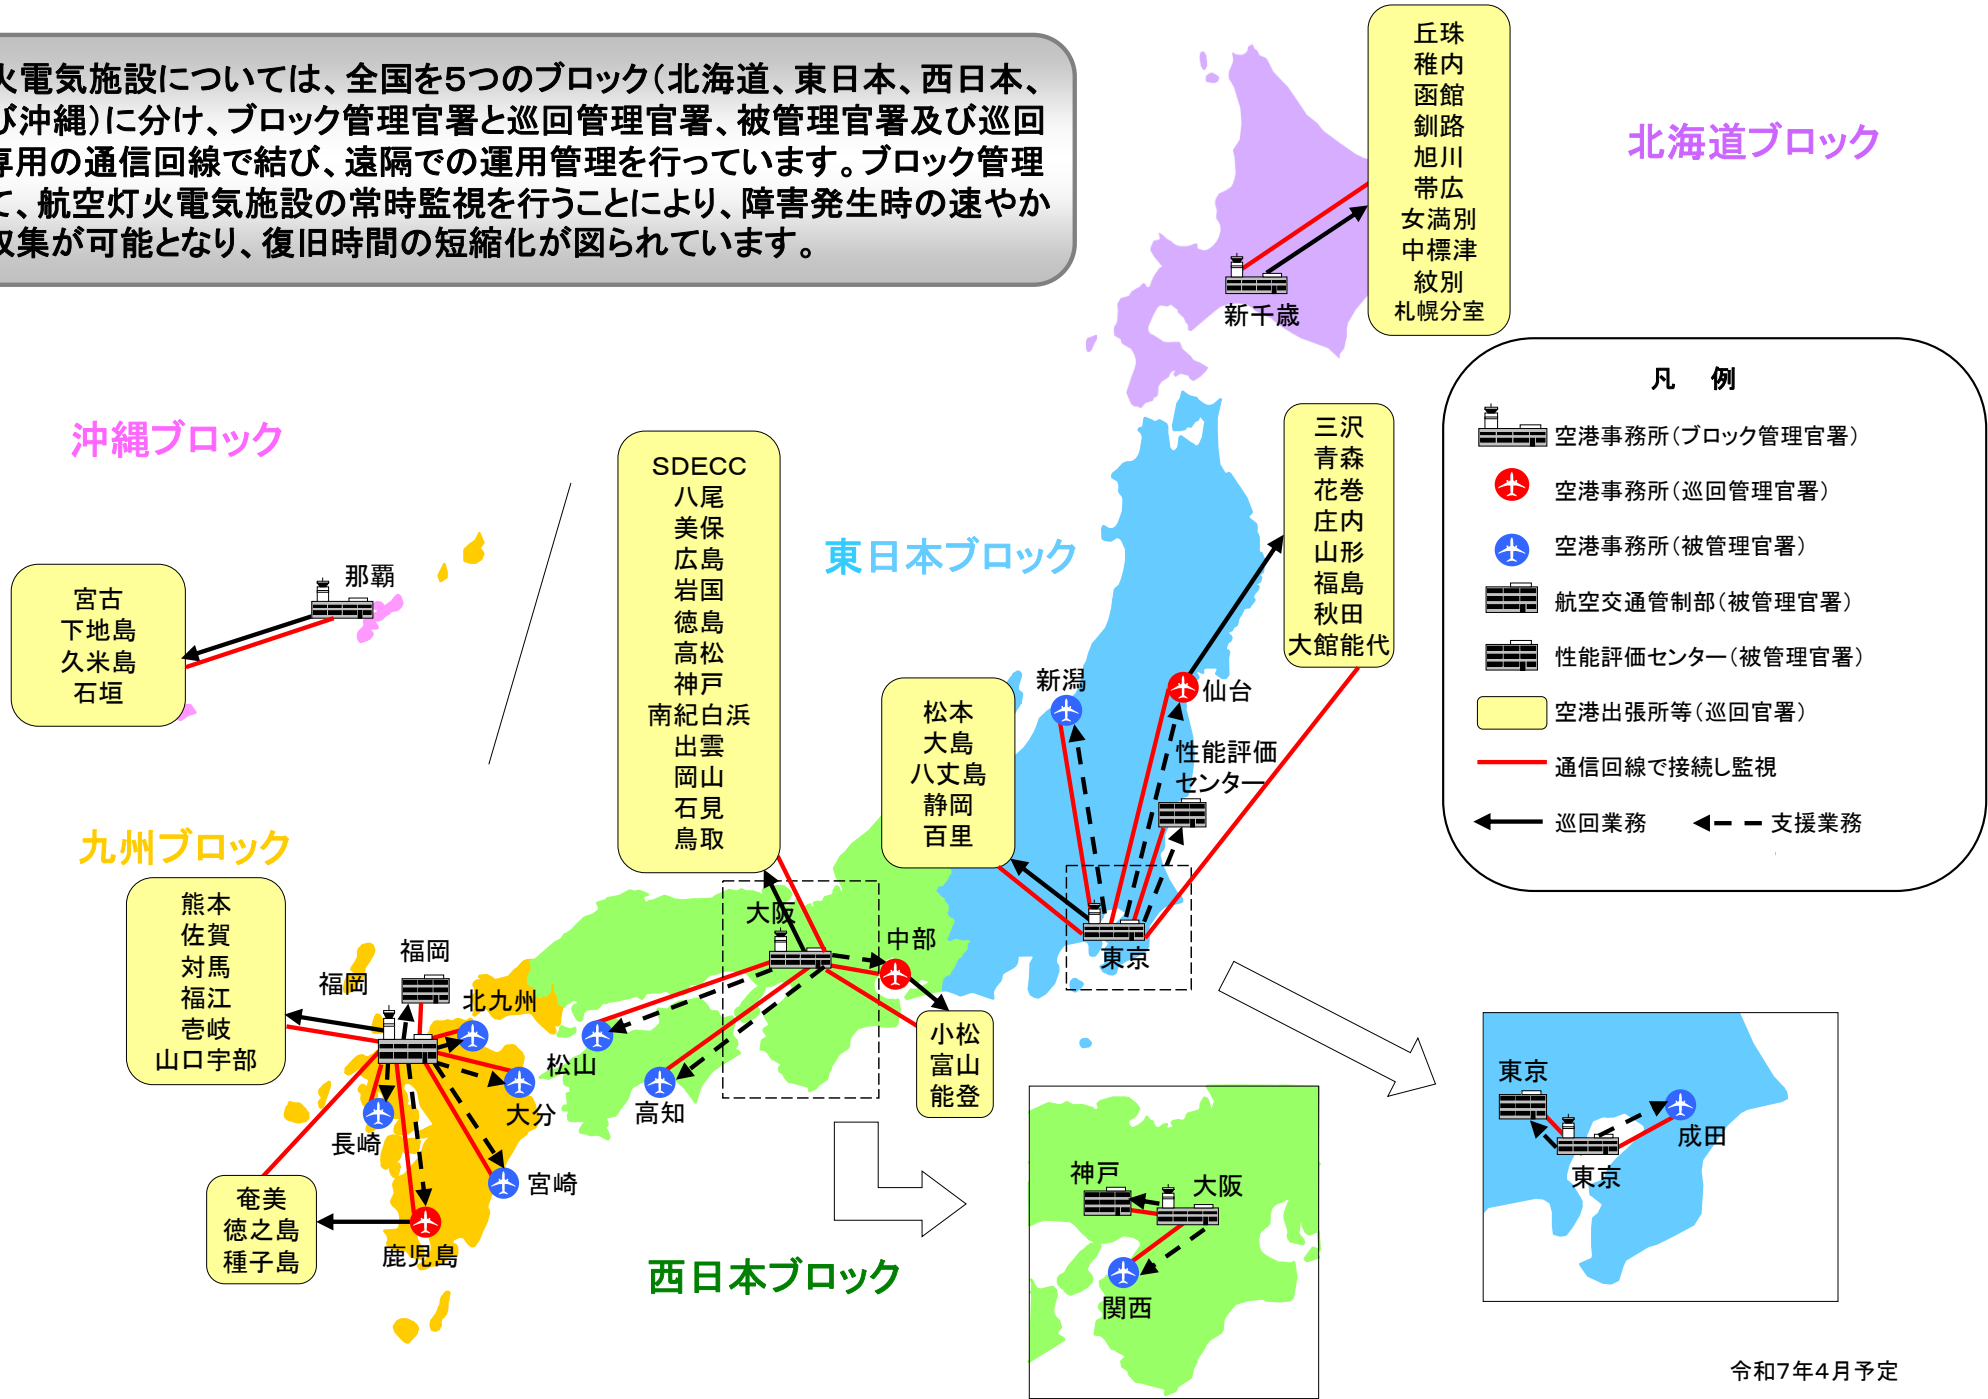 火電気施設については、全国を5つのブロック（北海道、東日本、西日本、
び沖縄）に分け、ブロック管理官署と巡回管理官署、被管理官署及び巡回
専用の通信回線で結び、遠隔での運用管理を行っています。ブロック管理
て、航空灯火電気施設の常時監視を行うことにより、障害発生時の速やか
収集が可能となり、復旧時間の短縮化が図られています。
北海道ブロック
丘珠
稚内
函館
釧路
旭川
帯広
女満別
中標津
紋別
札幌分室
新千歳
凡 例
空港事務所（ブロック管理官署）
空港事務所（巡回管理官署）
空港事務所（被管理官署）
航空交通管制部（被管理官署）
性能評価センター（被管理官署）
空港出張所等（巡回官署）
通信回線で接続し監視
巡回業務
支援業務
沖縄ブロック
那覇
宮古
下地島
久米島
石垣
東日本ブロック
三沢
青森
花巻
庄内
山形
福島
秋田
大館能代
新潟
仙台
性能評価
センター
松本
大島
八丈島
静岡
百里
東京
SDECC
八尾
美保
広島
岩国
徳島
高松
神戸
南紀白浜
出雲
岡山
石見
鳥取
大阪
中部
小松
富山
能登
松山
高知
西日本ブロック
九州ブロック
熊本
佐賀
対馬
福江
壱岐
山口宇部
福岡
福岡
北九州
大分
長崎
宮崎
鹿児島
奄美
徳之島
種子島
神戸
大阪
関西
東京
成田
東京
令和7年4月予定